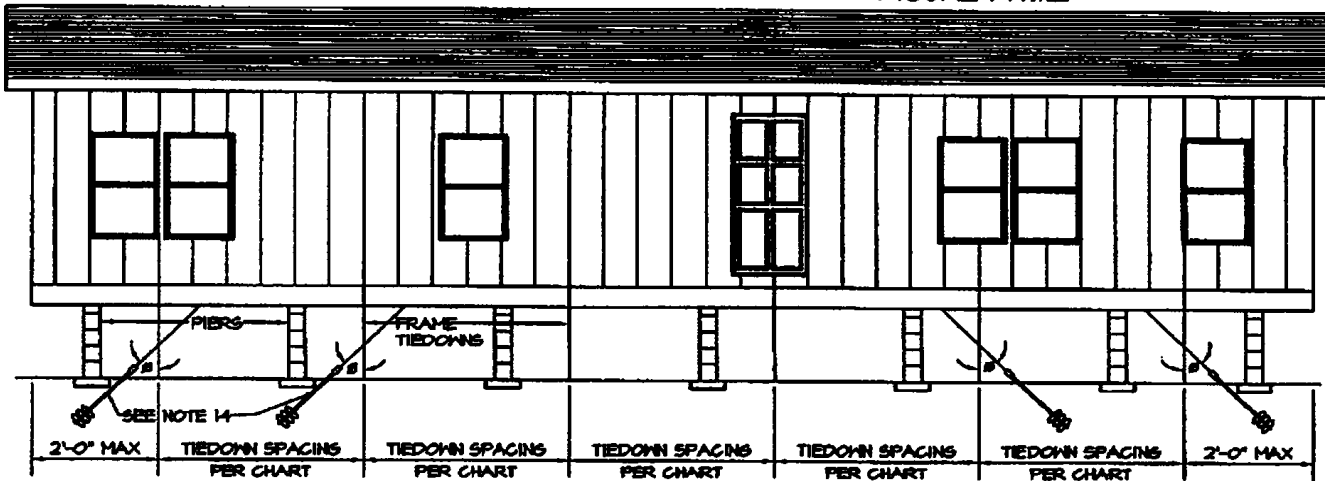 PIERS
FRAME
TIEDOWNS
SEE NOTE 14
2'-0" MAX
TIEDOWN SPACING
PER CHART
TIEDOWN SPACING
PER CHART
TIEDOWN SPACING
PER CHART
TIEDOWN SPACING
PER CHART
TIEDOWN SPACING
PER CHART
2'-0" MAX